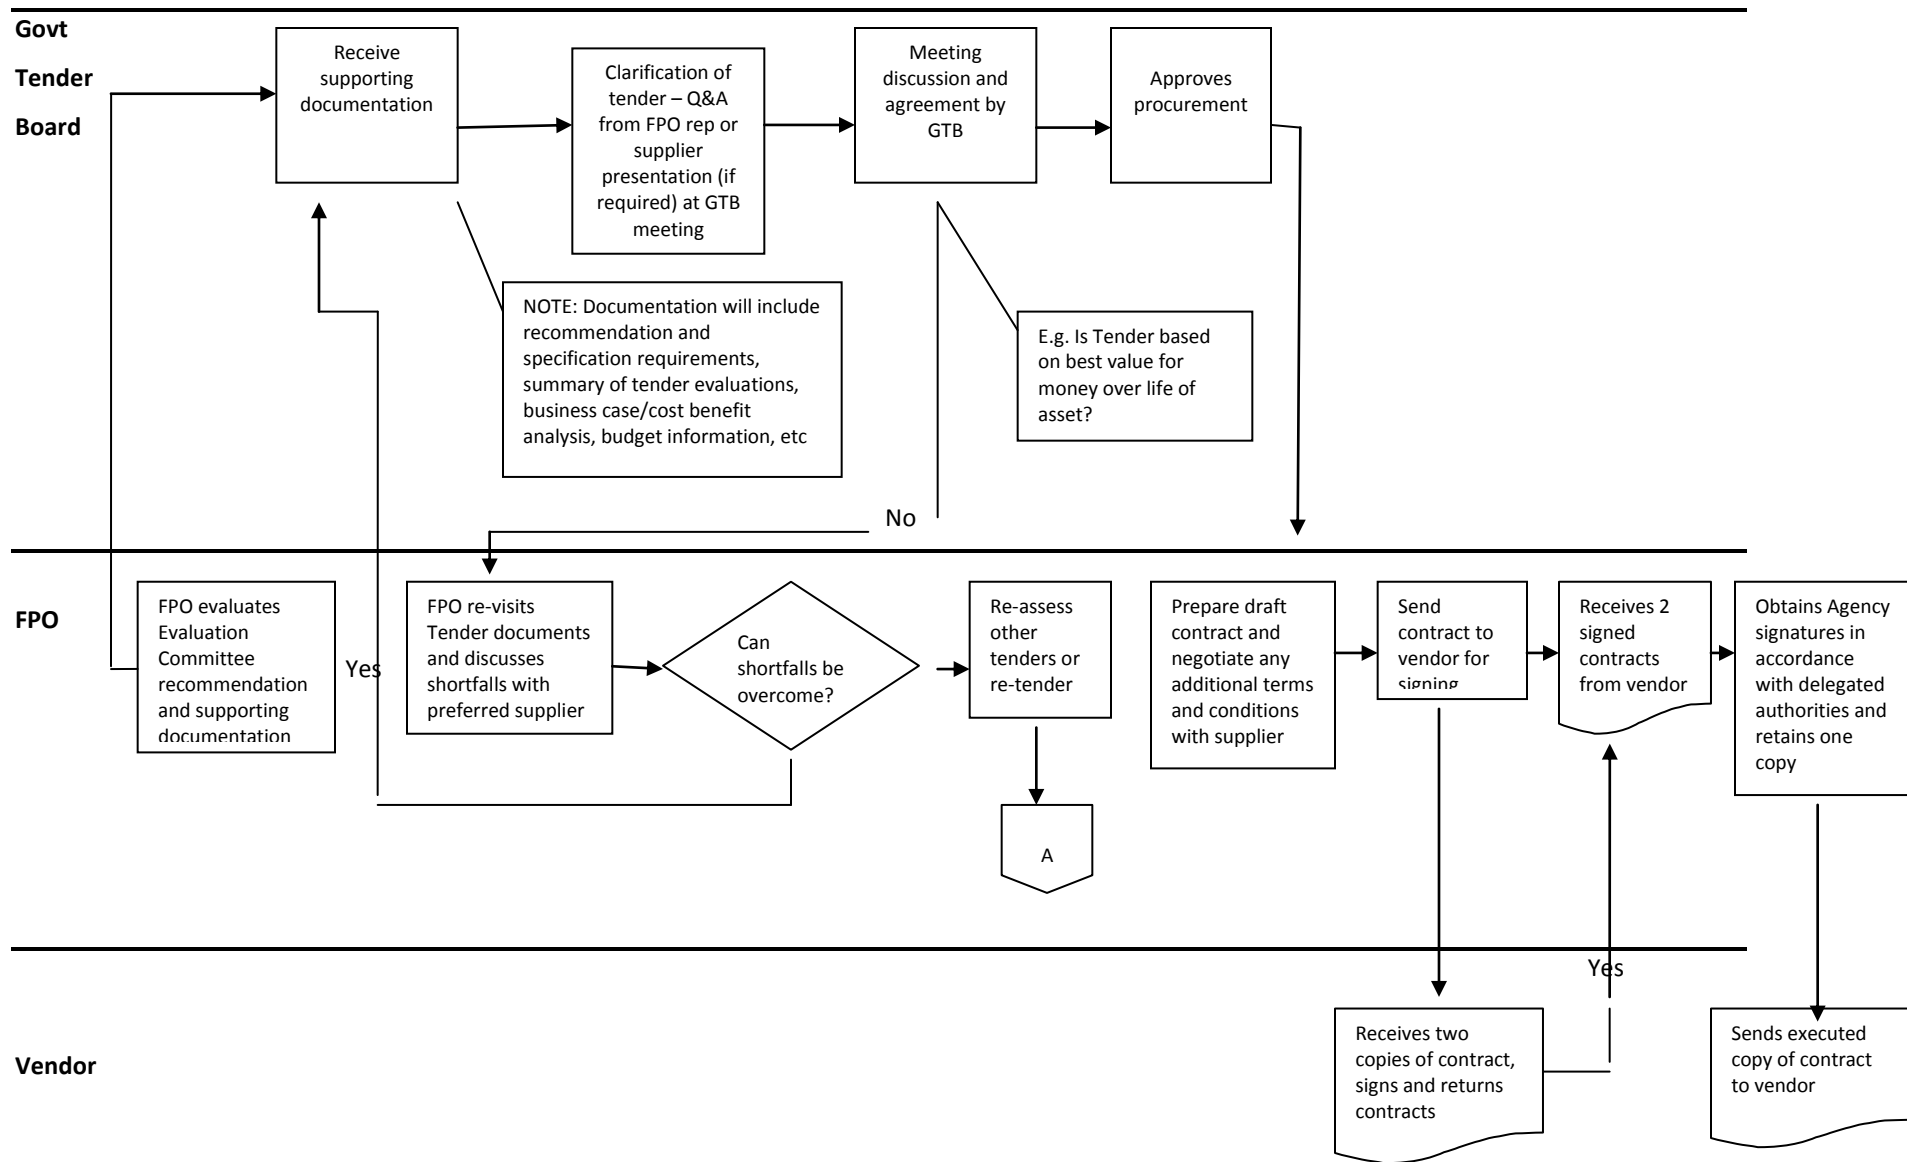 Govt
Tender
Board
Receive
supporting
documentation
Clarification of
tender – Q&A
from FPO rep or
supplier
presentation (if
required) at GTB
meeting
Meeting
discussion and
agreement by
GTB
Approves
procurement
NOTE: Documentation will include
recommendation and
specification requirements,
summary of tender evaluations,
business case/cost benefit
analysis, budget information, etc
E.g. Is Tender based
on best value for
money over life of
asset?
No
FPO
FPO evaluates
Evaluation
Committee
recommendation
and supporting
documentation
Yes
FPO re-visits
Tender documents
and discusses
shortfalls with
preferred supplier
Can
shortfalls be
overcome?
Re-assess
other
tenders or
re-tender
A
Prepare draft
contract and
negotiate any
additional terms
and conditions
with supplier
Send
contract to
vendor for
signing
Receives 2
signed
contracts
from vendor
Obtains Agency
signatures in
accordance
with delegated
authorities and
retains one
copy
Yes
Vendor
Receives two
copies of contract,
signs and returns
contracts
Sends executed
copy of contract
to vendor